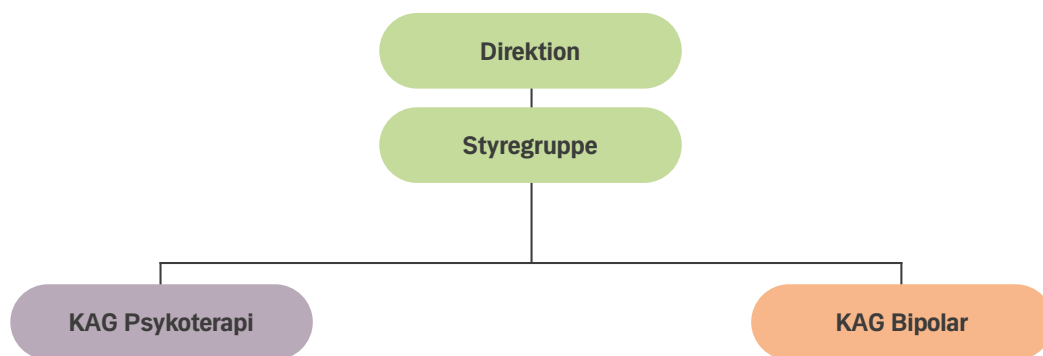 Direktion
Styregruppe
KAG Psykoterapi
KAG Bipolar